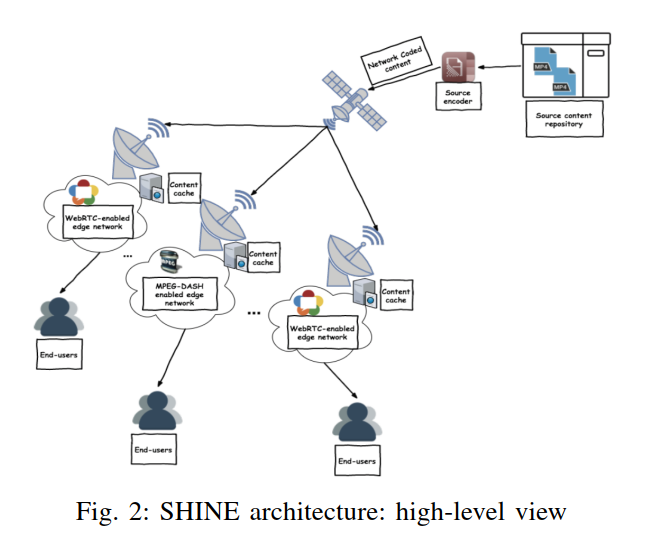 Network Coded
content
MP4
MP4
Source
encoder
Source content
repository
Content
cache
WebRTC-enabled
edge network
...
Content
cache
MPEG
MPEG-DASH
enabled edge
network
...
Content
cache
WebRTC-enabled
edge network
End-users
End-users
End-users
Fig. 2: SHINE architecture: high-level view